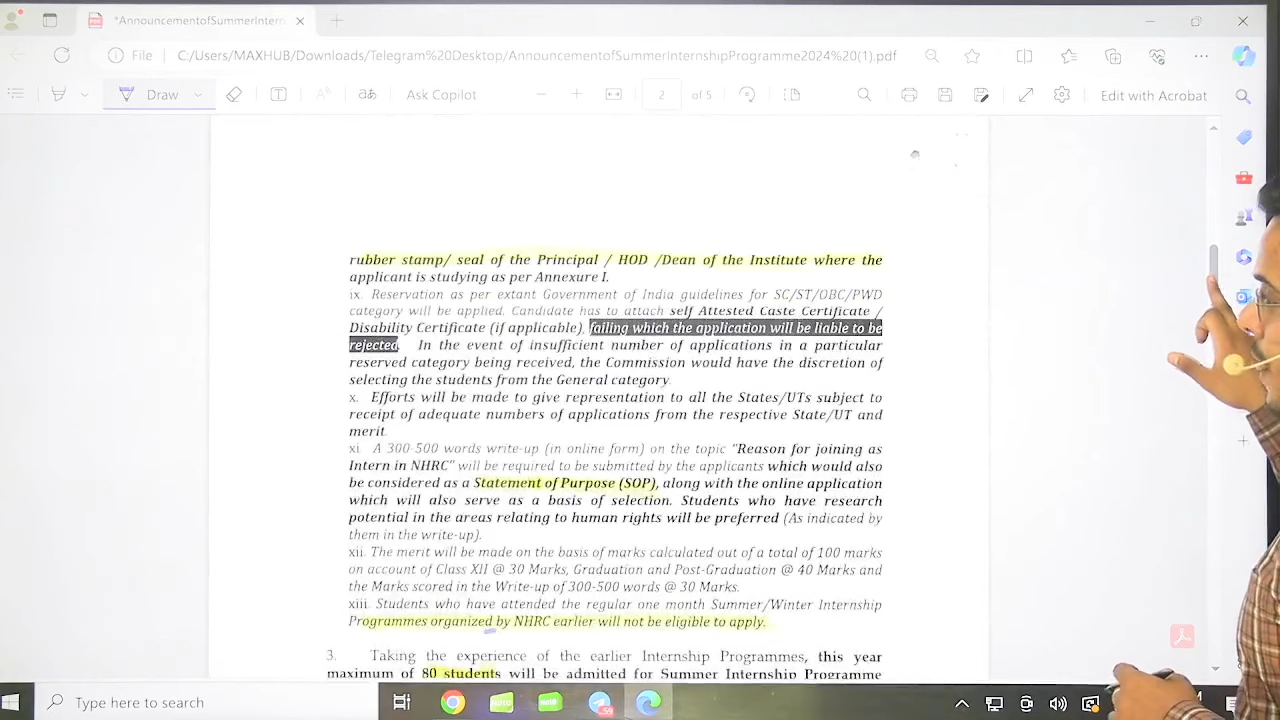 *AnnouncementofSummerIntern
File C:/Users/MAXHUB/Downloads/Telegram%20Desktop/AnnouncementofSummerInternshipProgramme2024 (1).pdf
Draw Ask Copilot 2 of 5 Edit with Acrobat
rubber stamp/ seal of the Principal / HOD /Dean of the Institute where the
applicant is studying as per Annexure I.
ix. Reservation as per extant Government of India guidelines for SC/ST/OBC/PWD
category will be applied. Candidate has to attach self Attested Caste Certificate /
Disability Certificate (if applicable), failing which the application will be liable to be
rejected. In the event of insufficient number of applications in a particular
reserved category being received, the Commission would have the discretion of
selecting the students from the General category.
x. Efforts will be made to give representation to all the States/UTs subject to
receipt of adequate numbers of applications from the respective State/UT and
merit.
xi. A 300-500 words write-up (in online form) on the topic "Reason for joining as
Intern in NHRC" will be required to be submitted by the applicants which would also
be considered as a Statement of Purpose (SOP), along with the online application
which will also serve as a basis of selection. Students who have research
potential in the areas relating to human rights will be preferred (As indicated by
them in the write-up).
xii. The merit will be made on the basis of marks calculated out of a total of 100 marks
on account of Class XII @ 30 Marks, Graduation and Post-Graduation @ 40 Marks and
the Marks scored in the Write-up of 300-500 words @ 30 Marks.
xiii. Students who have attended the regular one month Summer/Winter Internship
Programmes organized by NHRC earlier will not be eligible to apply.
3. Taking the experience of the earlier Internship Programmes, this year
maximum of 80 students will be admitted for Summer Internship Programme
Type here to search